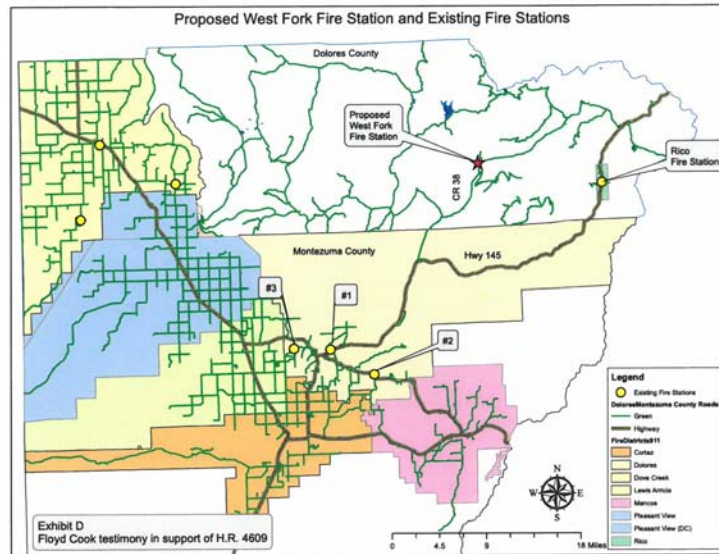 Proposed West Fork Fire Station and Existing Fire Stations
Dolores County
Proposed
West Fork
Fire Station
Rico
Fire Station
CR 38
Montezuma County
Hwy 145
#3
#1
#2
Legend
Existing Fire Stations
DoloresMontezuma County Roads
Green
Highway
FireDistricts911
Cortez
Dolores
Dove Creek
Lewis Arriola
Mancos
Pleasant View
Pleasant View (DC)
Rico
N
W
E
S
Exhibit D
Floyd Cook testimony in support of H.R. 4609
0
4.5
9
18 Miles